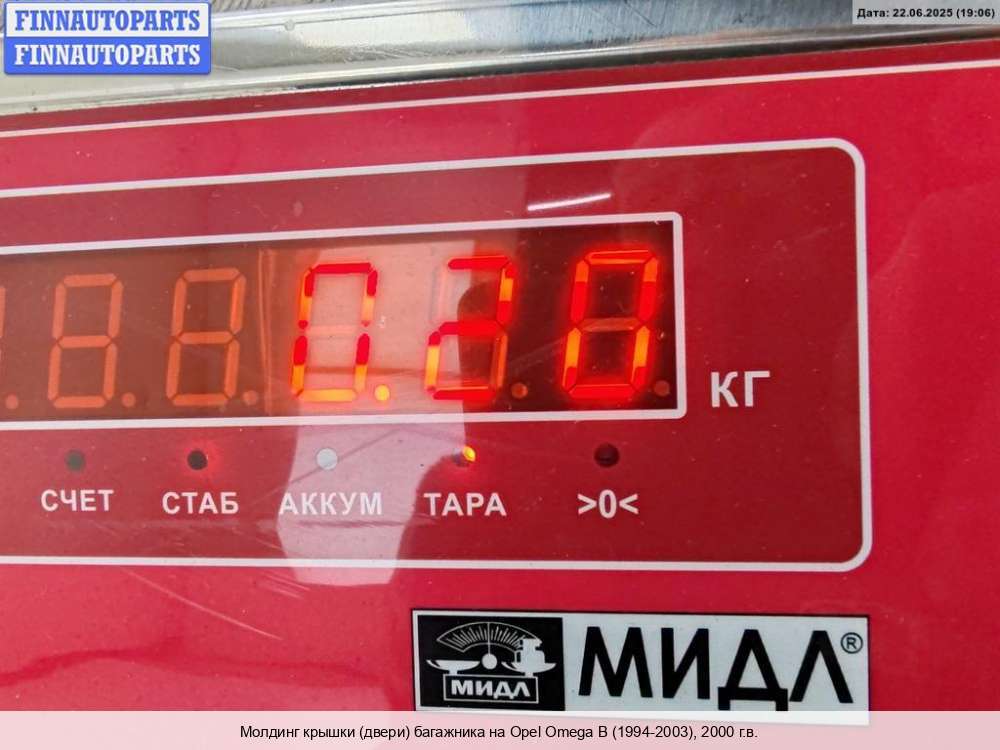 FINNAUTOPARTS
FINNAUTOPARTS
Дата: 22.06.2025 (19:06)
0.20 КГ
СЧЕТ СТАБ АККУМ ТАРА >0<
МИДЛ МИДЛ®
Молдинг крышки (двери) багажника на Opel Omega B (1994-2003), 2000 г.в.